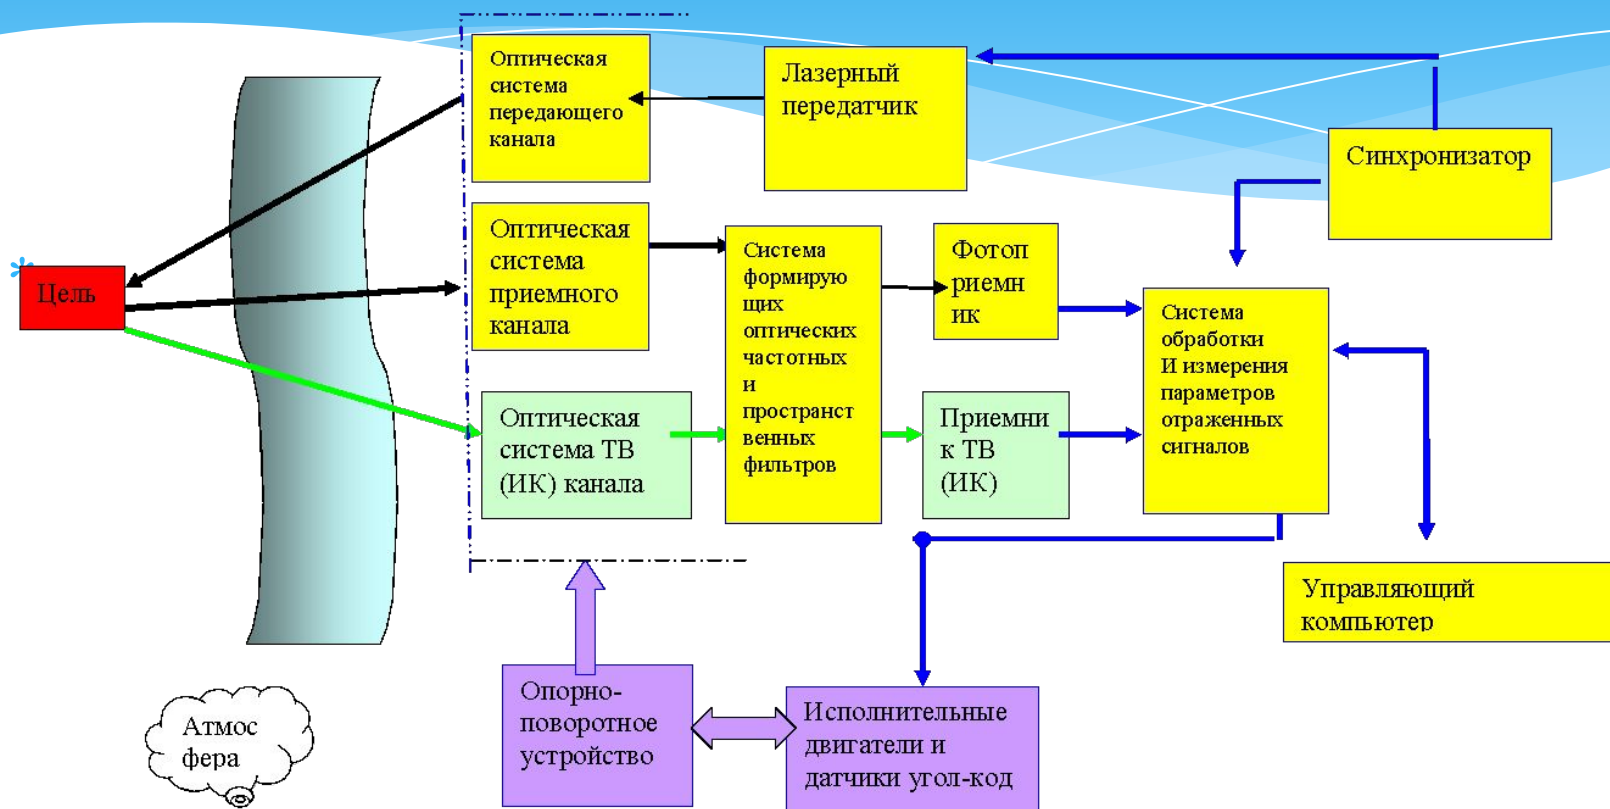 Оптическая
система
передающего
канала
Лазерный
передатчик
Синхронизатор
Оптическая
система
приемного
канала
Система
формирую
щих
оптических
частотных
и
пространст
венных
фильтров
Фотоп
риемн
ик
Цель
Система
обработки
И измерения
параметров
отраженных
сигналов
Оптическая
система ТВ
(ИК) канала
Приемни
к ТВ
(ИК)
Управляющий
компьютер
Опорно-
поворотное
устройство
Исполнительные
двигатели и
датчики угол-код
Атмос
фера